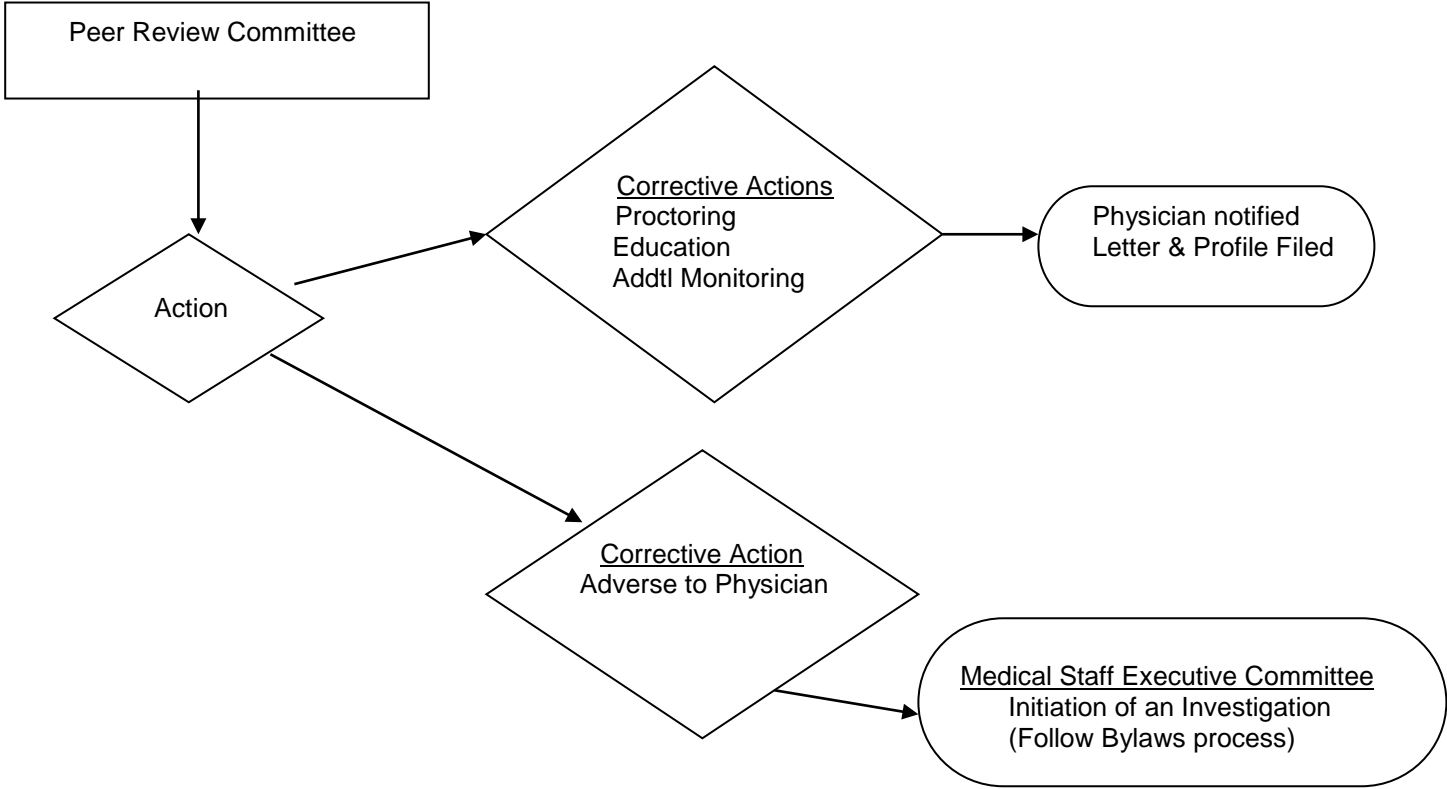 Peer Review Committee
Corrective Actions
Proctoring
Education
Addtl Monitoring
Physician notified
Letter & Profile Filed
Action
Corrective Action
Adverse to Physician
Medical Staff Executive Committee
Initiation of an Investigation
(Follow Bylaws process)